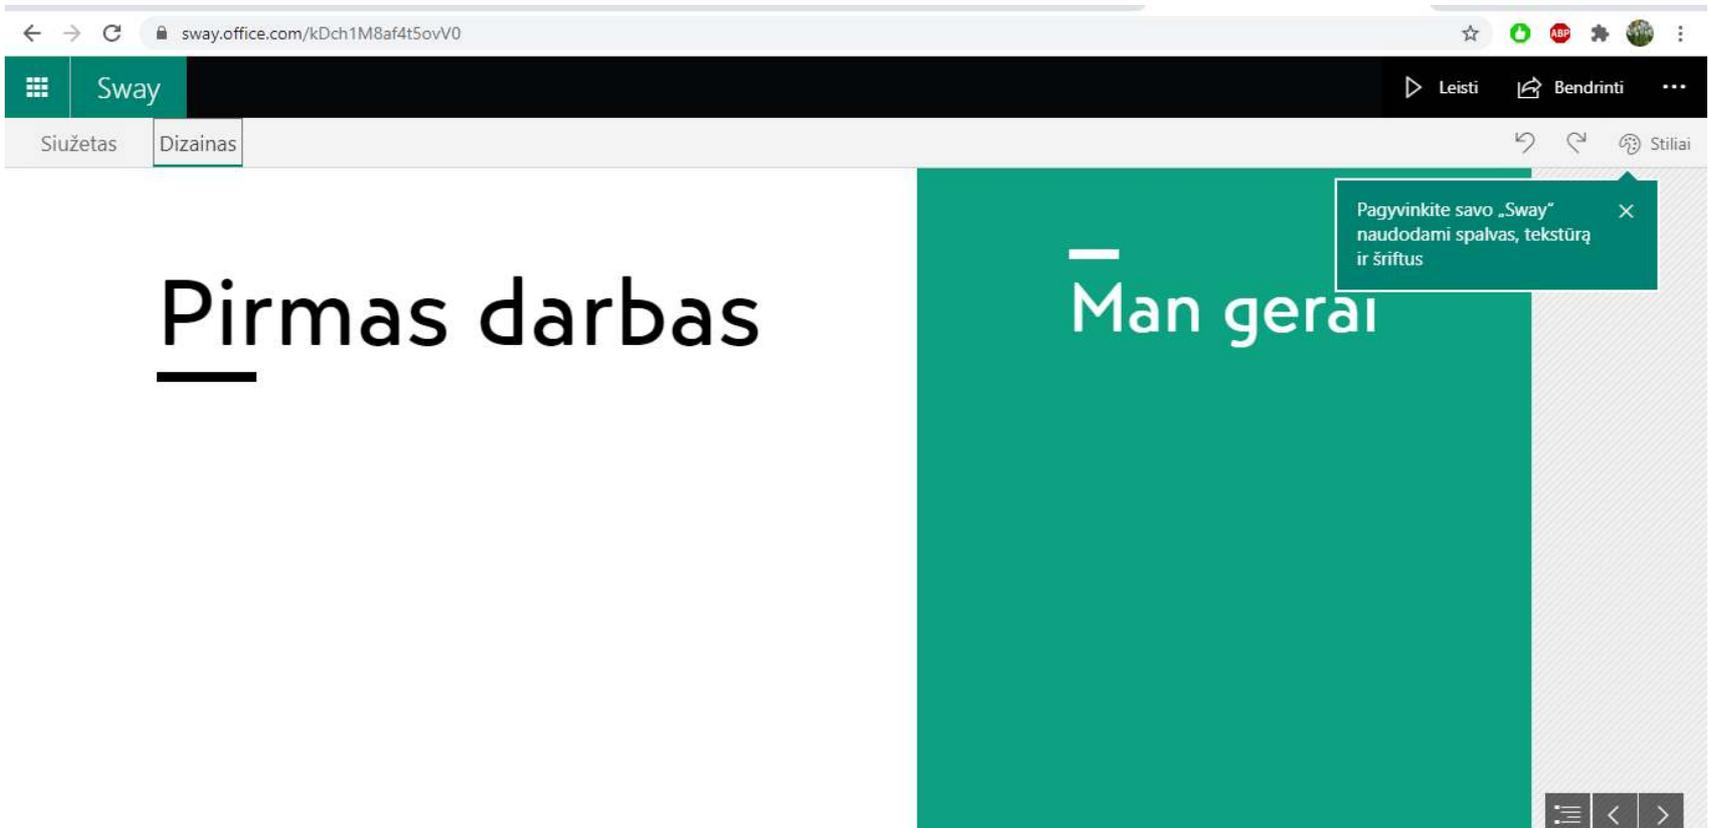 sway.office.com/kDch1M8af4t5ovV0
ABP
Sway
Leisti
Bendrinti
Siužetas
Dizainas
Stiliai
Pagyvinkite savo „Sway“
naudodami spalvas, tekstūrą
ir šriftus
Pirmas darbas
Man gerai